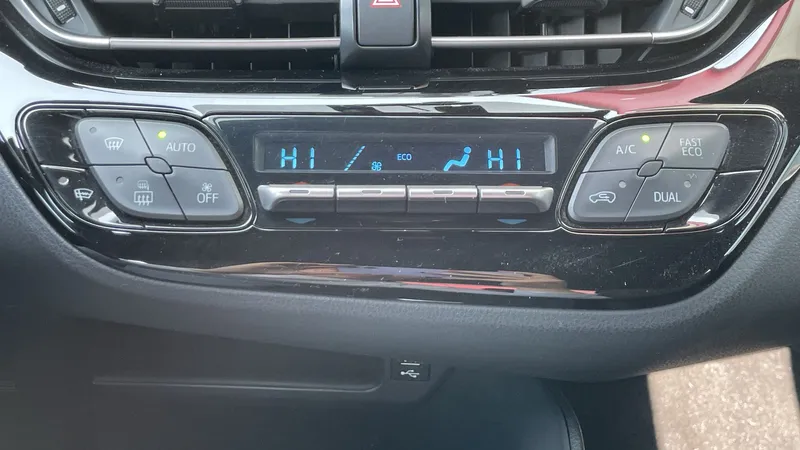 AUTO
OFF
HI
ECO
HI
A/C
FAST
ECO
DUAL